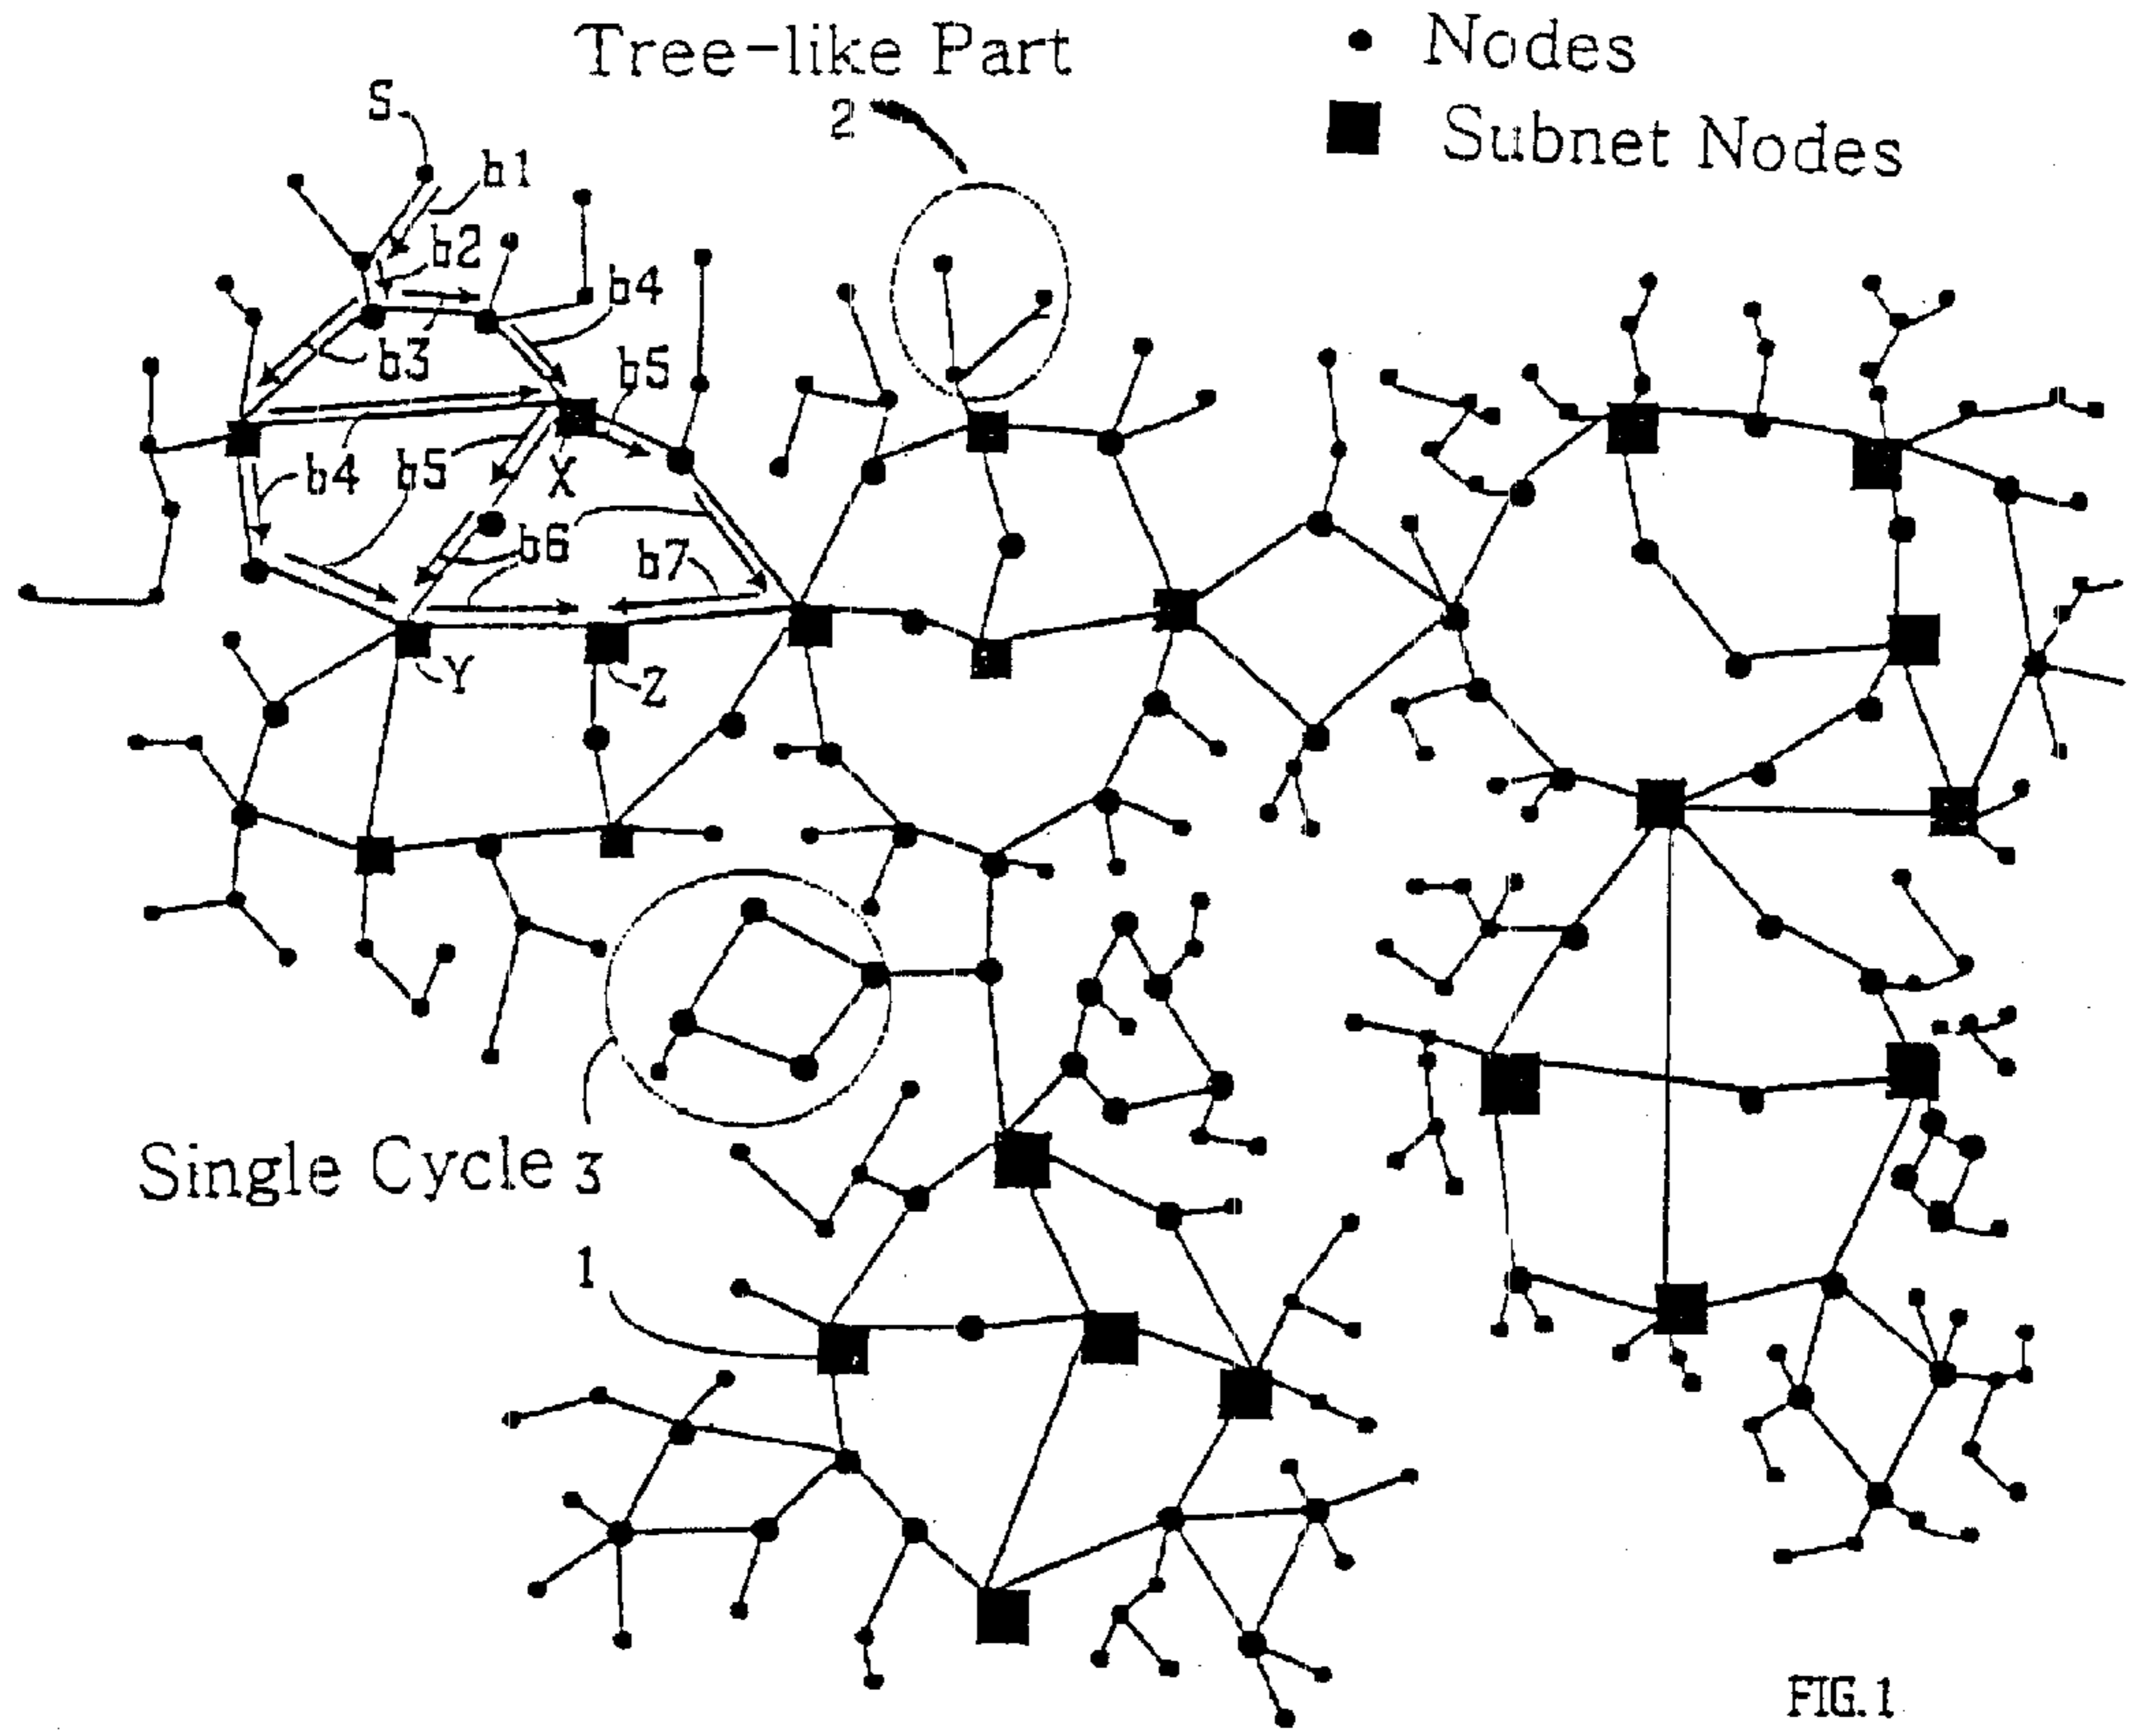 Tree-like Part
2
Nodes
Subnet Nodes
S
b1
b2
b4
b3
b5
b4
b5
X
b6
b7
Y
Z
Single Cycle 3
1
FIG.1